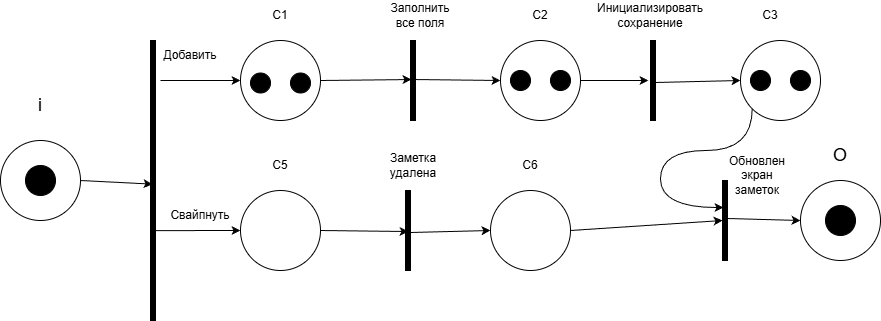 C1
Заполнить
все поля
C2
Инициализировать
сохранение
C3
Добавить
i
C5
Заметка
удалена
C6
Обновлен
экран
заметок
O
Свайпнуть